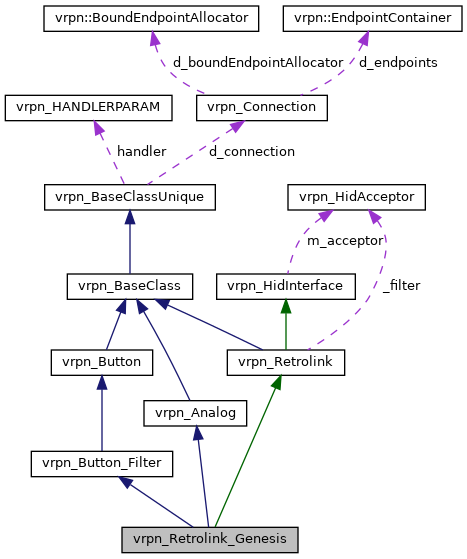 vrpn::BoundEndpointAllocator
vrpn::EndpointContainer
d_boundEndpointAllocator
d_endpoints
vrpn_HANDLERPARAM
vrpn_Connection
handler
d_connection
vrpn_BaseClassUnique
vrpn_HidAcceptor
m_acceptor
vrpn_BaseClass
vrpn_HidInterface
_filter
vrpn_Button
vrpn_Retrolink
vrpn_Analog
vrpn_Button_Filter
vrpn_Retrolink_Genesis